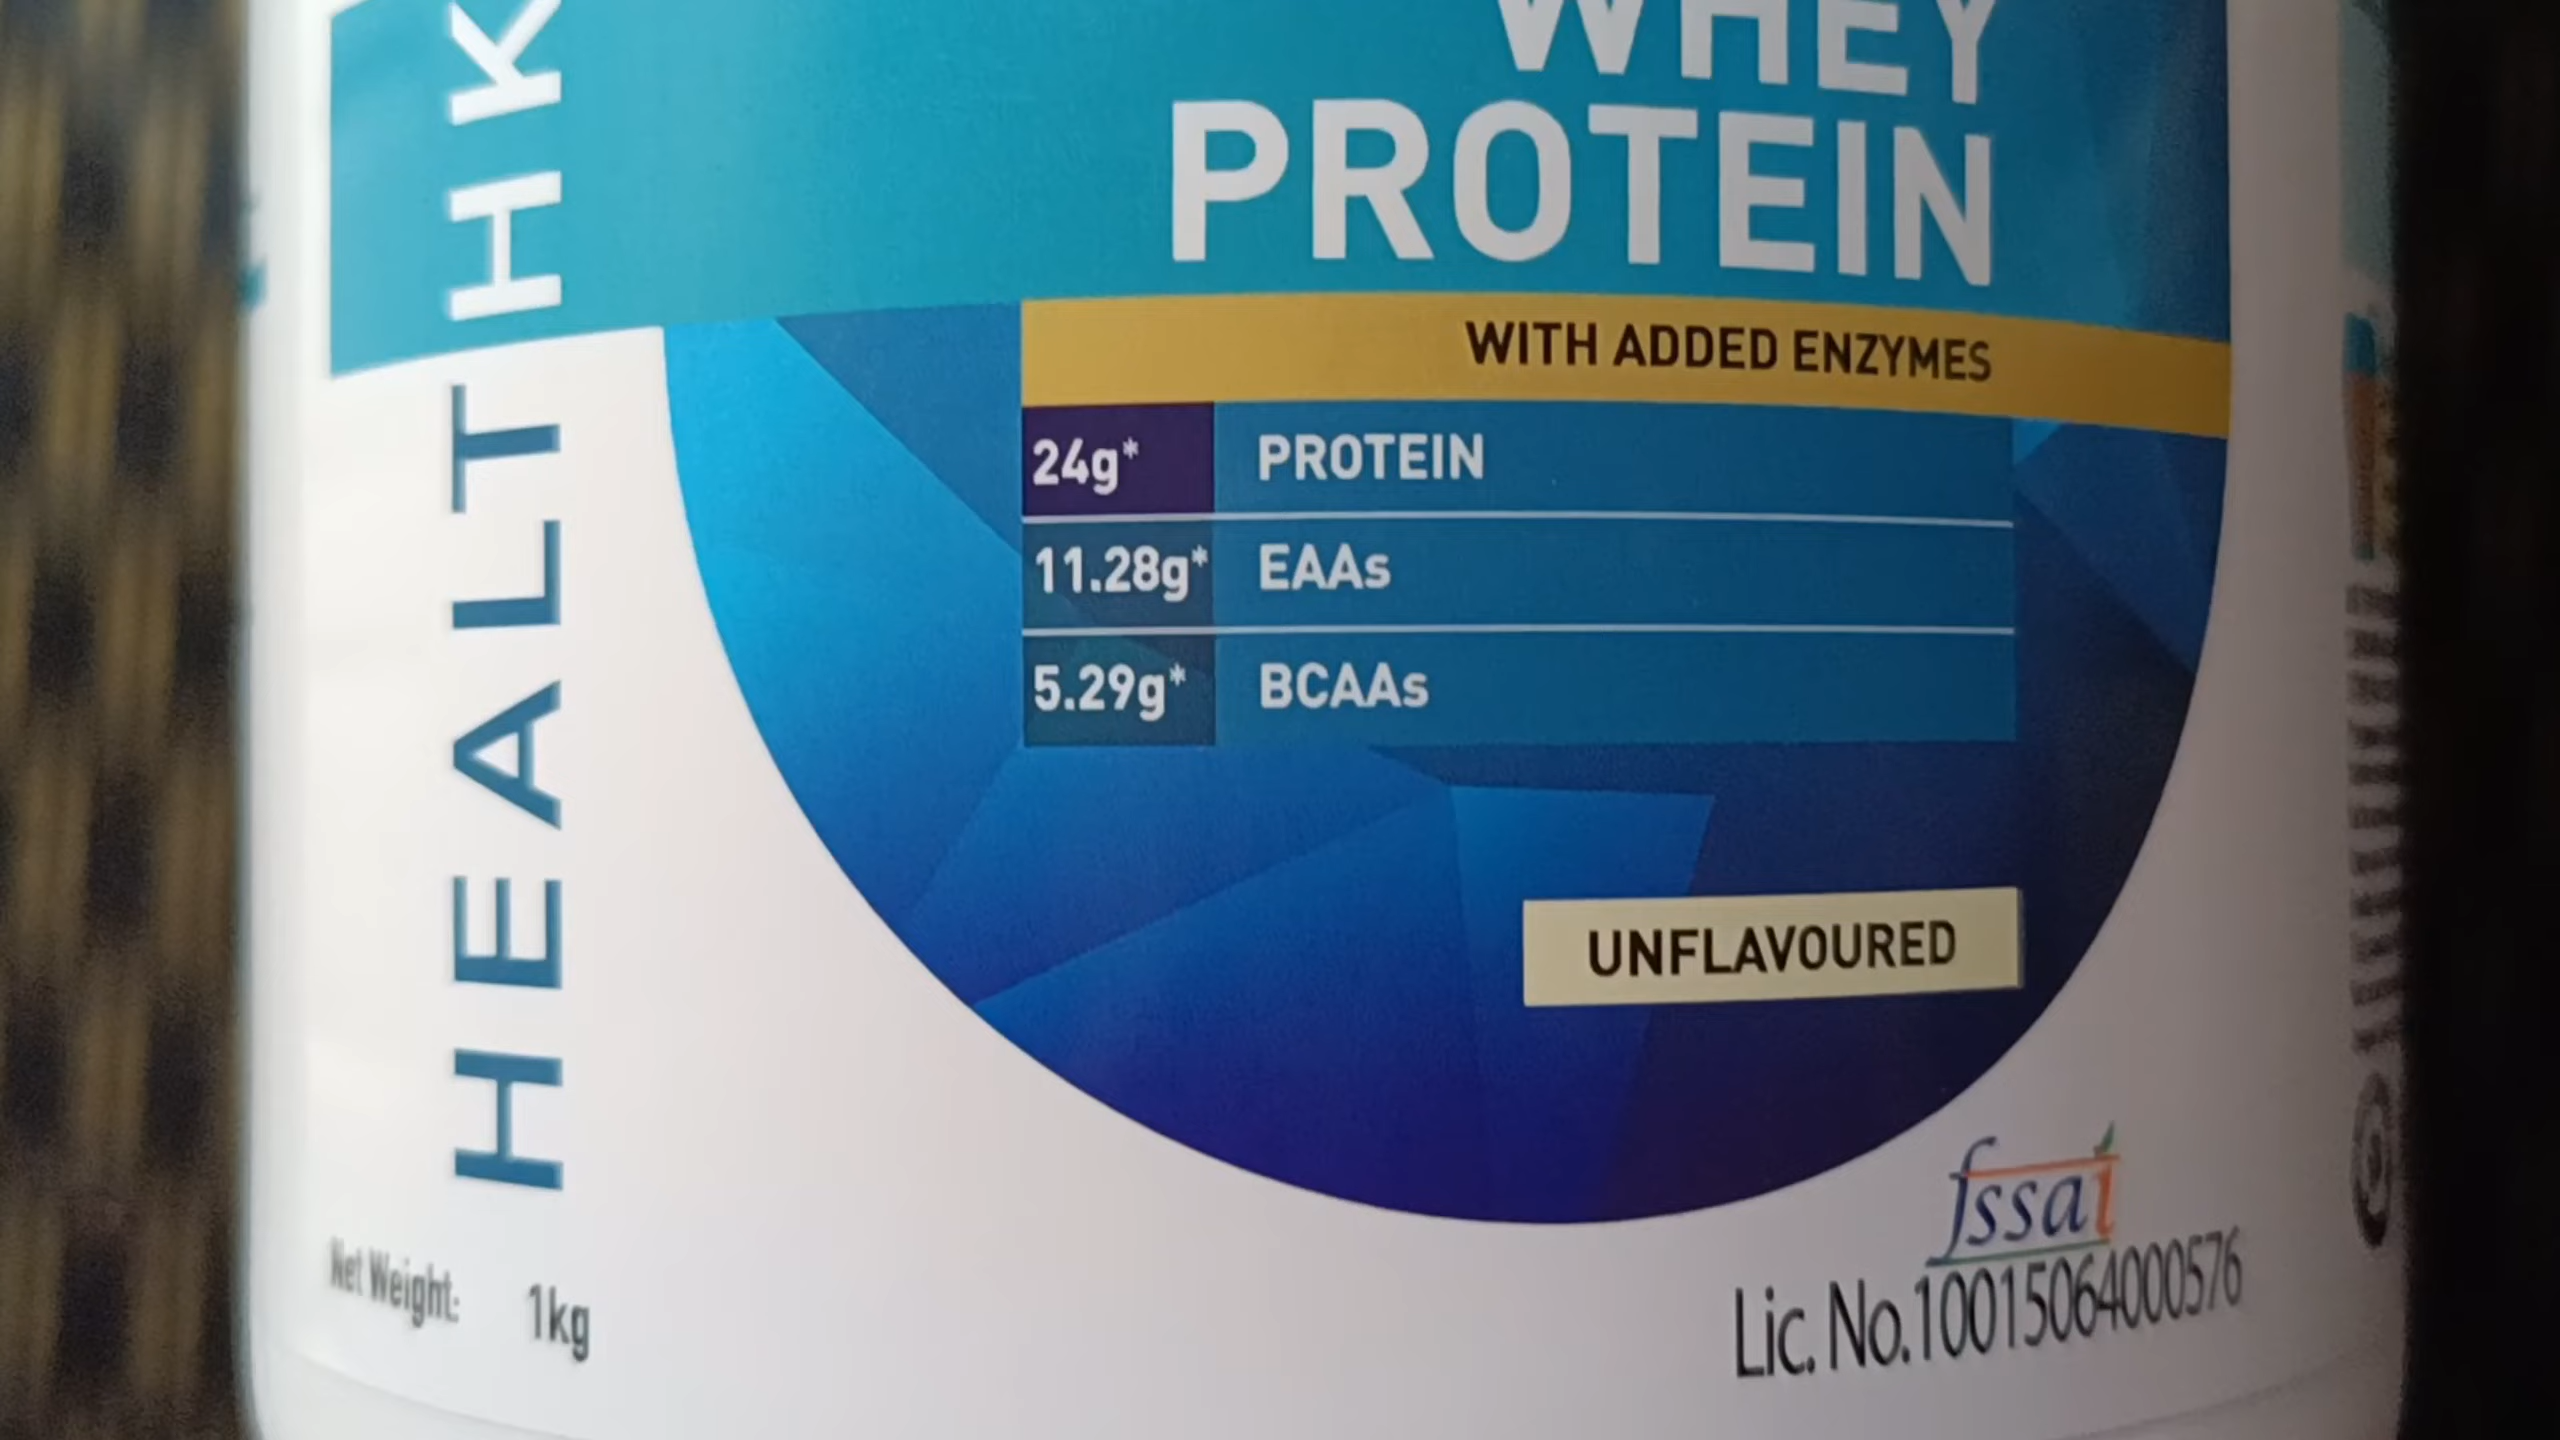 HEALTHK
WHEY
PROTEIN
WITH ADDED ENZYMES
24g* PROTEIN
11.28g* EAAs
5.29g* BCAAs
UNFLAVOURED
fssai
Lic. No.10015064000576
Net Weight: 1kg